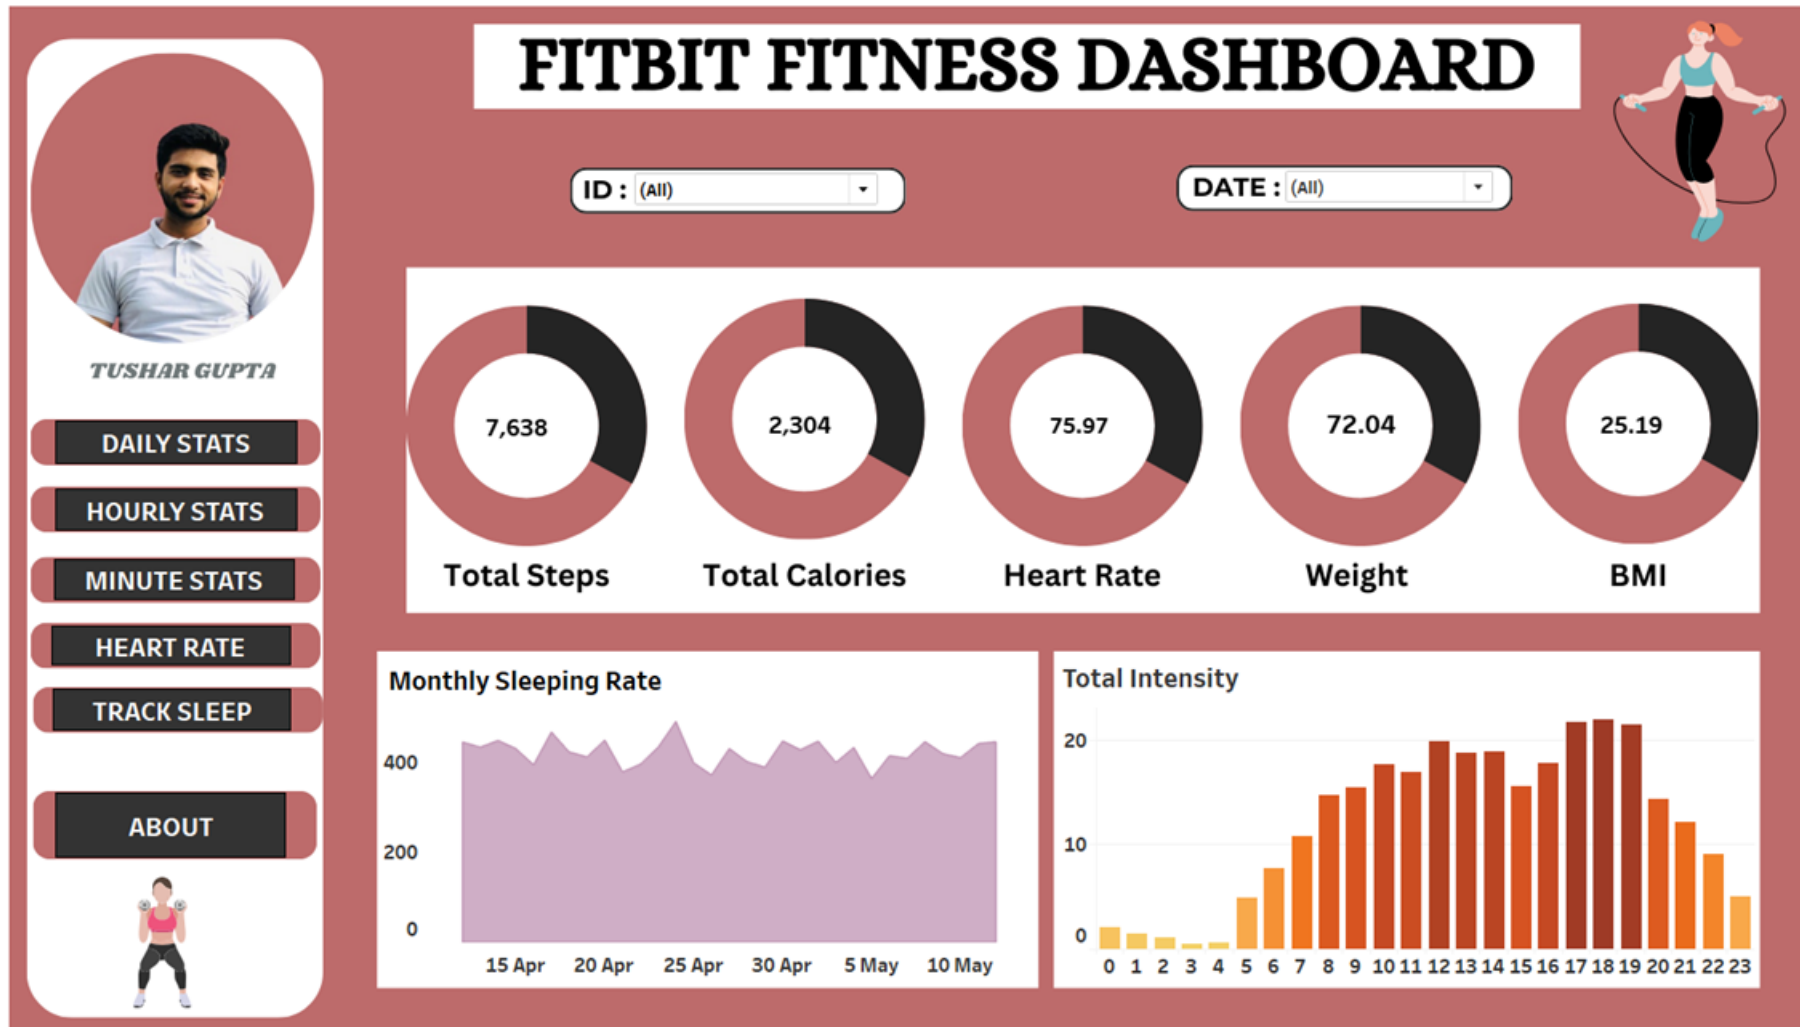 FITBIT FITNESS DASHBOARD
ID : (All)
DATE : (All)
TUSHAR GUPTA
DAILY STATS
HOURLY STATS
MINUTE STATS
HEART RATE
TRACK SLEEP
ABOUT
7,638
2,304
75.97
72.04
25.19
Total Steps
Total Calories
Heart Rate
Weight
BMI
Monthly Sleeping Rate
400
200
0
15 Apr 20 Apr 25 Apr 30 Apr 5 May 10 May
Total Intensity
20
10
0
0 1 2 3 4 5 6 7 8 9 10 11 12 13 14 15 16 17 18 19 20 21 22 23